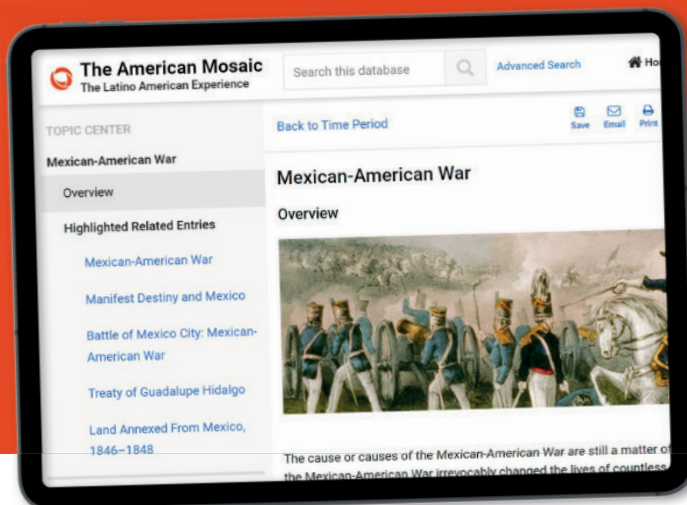 The American Mosaic
The Latino American Experience
Search this database
Advanced Search
TOPIC CENTER
Mexican-American War
Overview
Highlighted Related Entries
Mexican-American War
Manifest Destiny and Mexico
Battle of Mexico City: Mexican-
American War
Treaty of Guadalupe Hidalgo
Land Annexed From Mexico,
1846–1848
Back to Time Period
Save
Email
Print
Mexican-American War
Overview
The cause or causes of the Mexican-American War are still a matter of
the Mexican-American War irrevocably changed the lives of countless